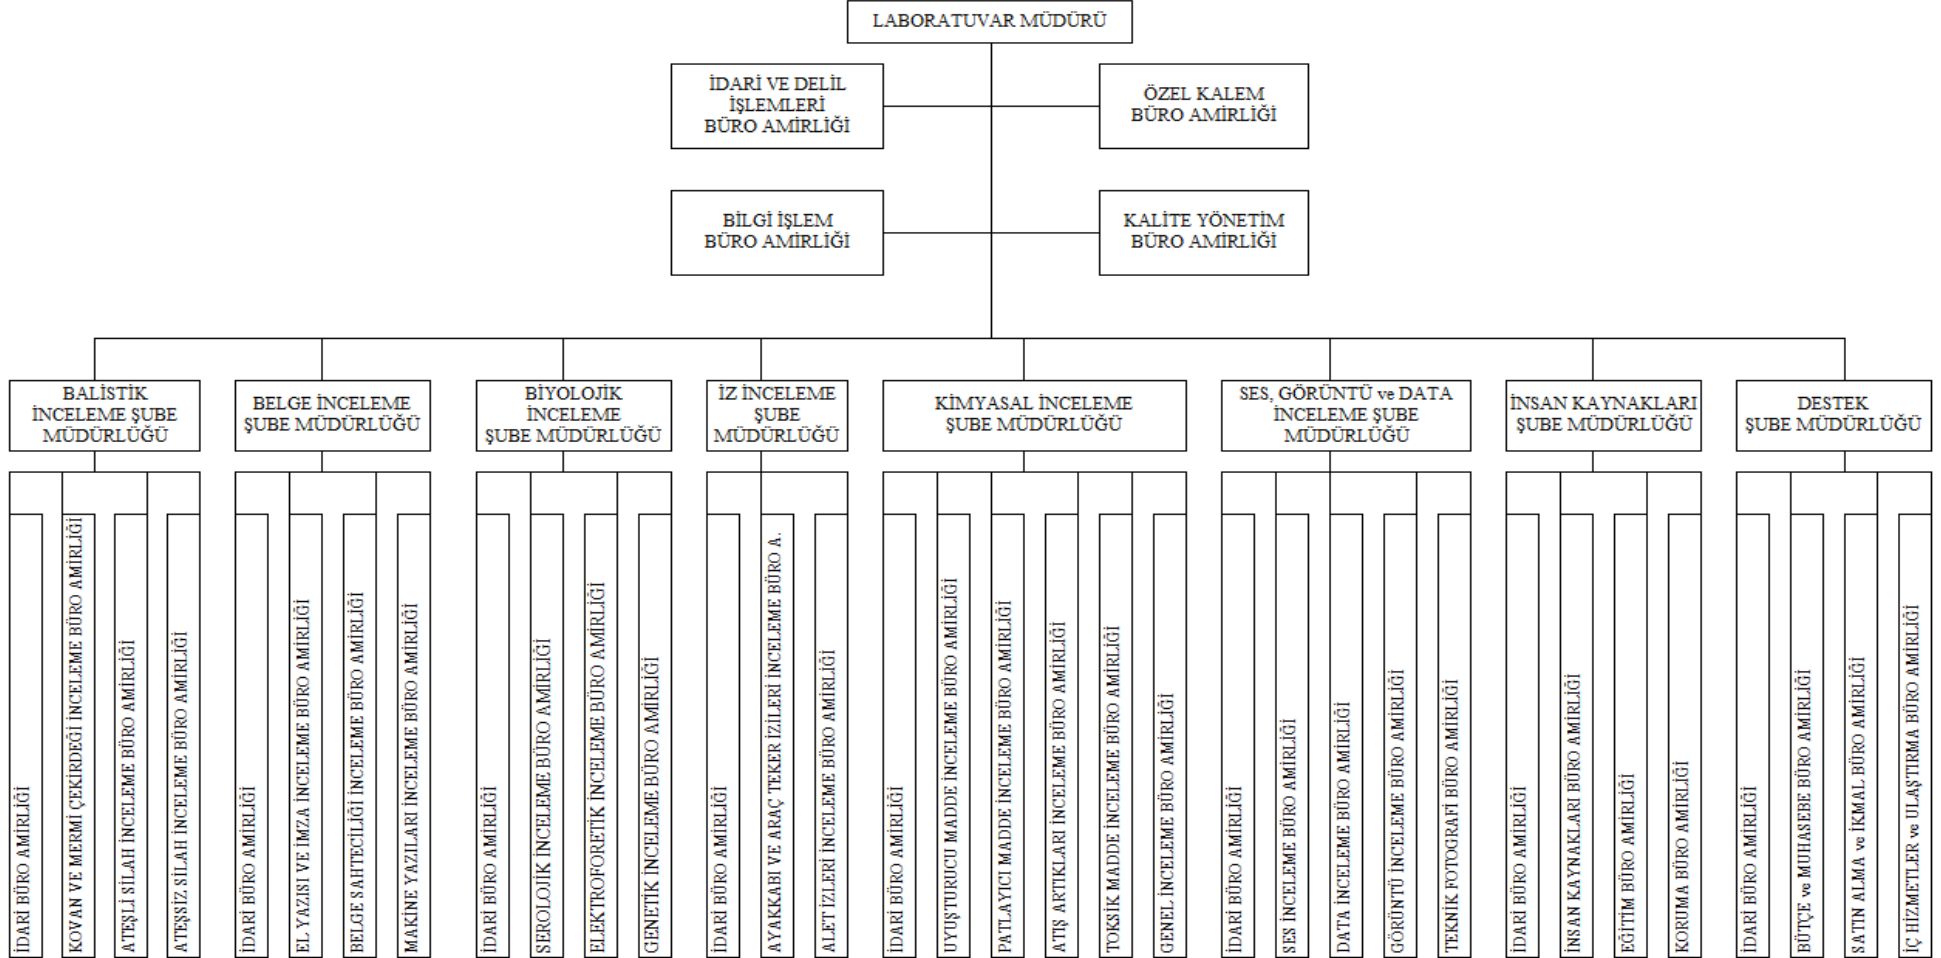 LABORATUVAR MÜDÜRÜ
İDARİ VE DELİL
İŞLEMLERİ
BÜRO AMİRLİĞİ
ÖZEL KALEM
BÜRO AMİRLİĞİ
BİLGİ İŞLEM
BÜRO AMİRLİĞİ
KALİTE YÖNETİM
BÜRO AMİRLİĞİ
BALİSTİK
İNCELEME ŞUBE
MÜDÜRLÜĞÜ
BELGE İNCELEME
ŞUBE MÜDÜRLÜĞÜ
BİYOLOJİK
İNCELEME
ŞUBE MÜDÜRLÜĞÜ
İZ İNCELEME
ŞUBE
MÜDÜRLÜĞÜ
KİMYASAL İNCELEME
ŞUBE MÜDÜRLÜĞÜ
SES, GÖRÜNTÜ ve DATA
İNCELEME ŞUBE
MÜDÜRLÜĞÜ
İNSAN KAYNAKLARI
ŞUBE MÜDÜRLÜĞÜ
DESTEK
ŞUBE MÜDÜRLÜĞÜ
İDARİ BÜRO AMİRLİĞİ
KOVAN VE MERMİ ÇEKİRDEĞİ İNCELEME BÜRO AMİRLİĞİ
ATEŞLİ SİLAH İNCELEME BÜRO AMİRLİĞİ
ATEŞSİZ SİLAH İNCELEME BÜRO AMİRLİĞİ
İDARİ BÜRO AMİRLİĞİ
EL YAZISI VE İMZA İNCELEME BÜRO AMİRLİĞİ
BELGE SAHTECİLİĞİ İNCELEME BÜRO AMİRLİĞİ
MAKİNE YAZILARI İNCELEME BÜRO AMİRLİĞİ
İDARİ BÜRO AMİRLİĞİ
SEROLOJİK İNCELEME BÜRO AMİRLİĞİ
ELEKTROFORETİK İNCELEME BÜRO AMİRLİĞİ
GENETİK İNCELEME BÜRO AMİRLİĞİ
İDARİ BÜRO AMİRLİĞİ
AYAKKABI VE ARAÇ TEKER İZİLERİ İNCELEME BÜRO A.
ALET İZLERİ İNCELEME BÜRO AMİRLİĞİ
İDARİ BÜRO AMİRLİĞİ
UYUŞTURUCU MADDE İNCELEME BÜRO AMİRLİĞİ
PATLAYICI MADDE İNCELEME BÜRO AMİRLİĞİ
ATIŞ ARTIKLARI İNCELEME BÜRO AMİRLİĞİ
TOKSİK MADDE İNCELEME BÜRO AMİRLİĞİ
GENEL İNCELEME BÜRO AMİRLİĞİ
İDARİ BÜRO AMİRLİĞİ
SES İNCELEME BÜRO AMİRLİĞİ
DATA İNCELEME BÜRO AMİRLİĞİ
GÖRÜNTÜ İNCELEME BÜRO AMİRLİĞİ
TEKNİK FOTOGRAFİ BÜRO AMİRLİĞİ
İDARİ BÜRO AMİRLİĞİ
İNSAN KAYNAKLARI BÜRO AMİRLİĞİ
EĞİTİM BÜRO AMİRLİĞİ
KORUMA BÜRO AMİRLİĞİ
İDARİ BÜRO AMİRLİĞİ
BÜTÇE ve MUHASEBE BÜRO AMİRLİĞİ
SATIN ALMA ve İKMAL BÜRO AMİRLİĞİ
İÇ HİZMETLER ve ULAŞTIRMA BÜRO AMİRLİĞİ